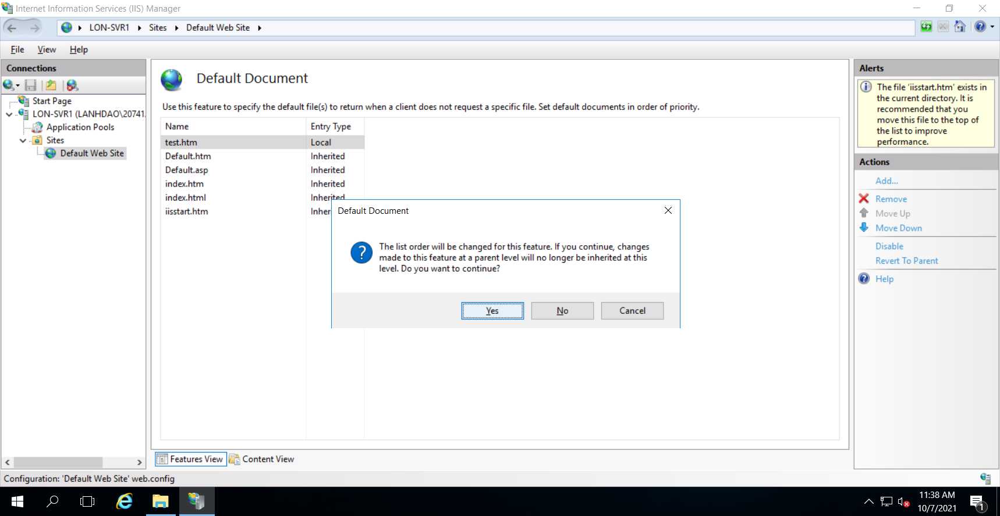 Internet Information Services (IIS) Manager
LON-SVR1 Sites Default Web Site
File View Help
Connections
Start Page
LON-SVR1 (LANHDAO\20741.
Application Pools
Sites
Default Web Site
Default Document
Use this feature to specify the default file(s) to return when a client does not request a specific file. Set default documents in order of priority.
Name Entry Type
test.htm Local
Default.htm Inherited
Default.asp Inherited
index.htm Inherited
index.html Inherited
iisstart.htm Inher
Default Document
The list order will be changed for this feature. If you continue, changes
made to this feature at a parent level will no longer be inherited at this
level. Do you want to continue?
Yes No Cancel
Features View Content View
Alerts
The file 'iisstart.htm' exists in
the current directory. It is
recommended that you
move this file to the top of
the list to improve
performance.
Actions
Add...
Remove
Move Up
Move Down
Disable
Revert To Parent
Help
Configuration: 'Default Web Site' web.config
11:38 AM
10/7/2021
1